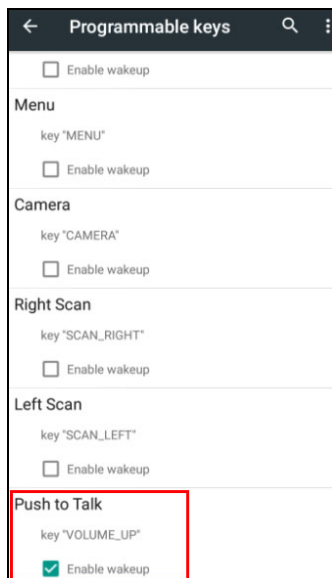 Programmable keys
Enable wakeup
Menu
key "MENU"
Enable wakeup
Camera
key "CAMERA"
Enable wakeup
Right Scan
key "SCAN_RIGHT"
Enable wakeup
Left Scan
key "SCAN_LEFT"
Enable wakeup
Push to Talk
key "VOLUME_UP"
Enable wakeup